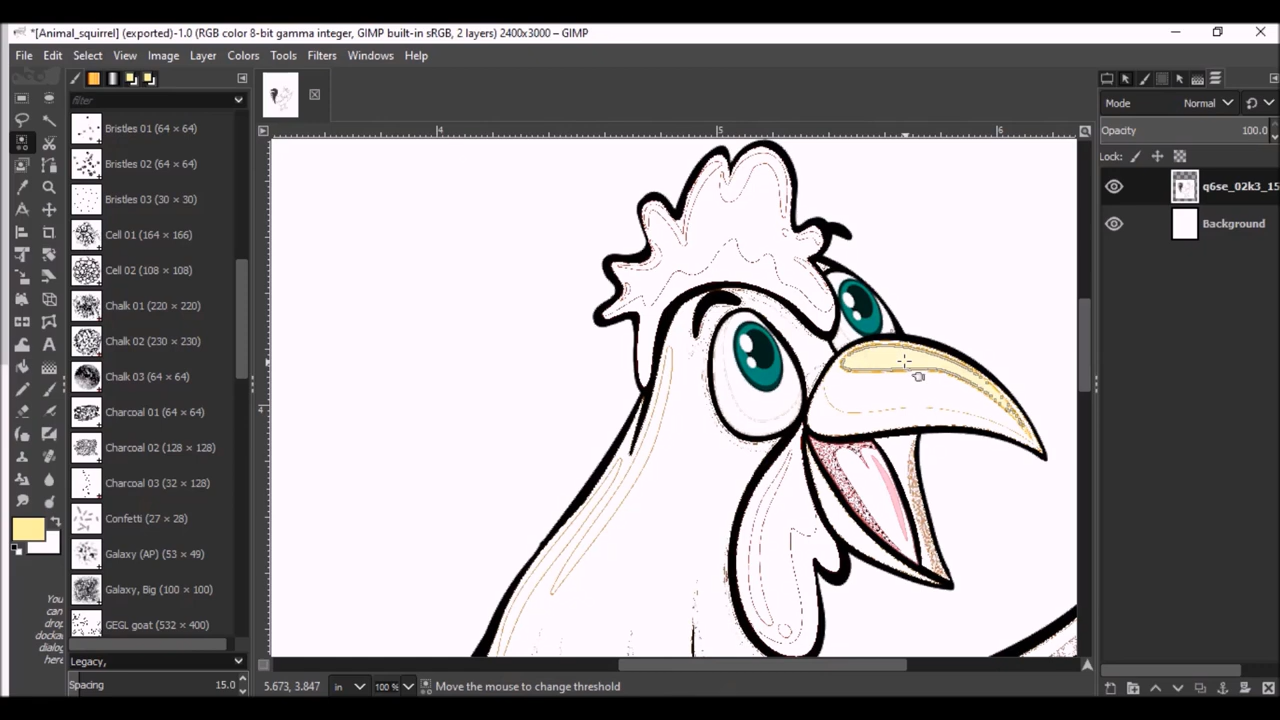 *[Animal_squirrel] (exported)-1.0 (RGB color 8-bit gamma integer, GIMP built-in sRGB, 2 layers) 2400x3000 – GIMP
File Edit Select View Image Layer Colors Tools Filters Windows Help
filter
Mode Normal
Opacity 100.0
Lock:
4 5 6
Bristles 01 (64 × 64)
Bristles 02 (64 × 64)
Bristles 03 (30 × 30)
Cell 01 (164 × 166)
Cell 02 (108 × 108)
Chalk 01 (220 × 220)
Chalk 02 (230 × 230)
Chalk 03 (64 × 64)
Charcoal 01 (64 × 64)
Charcoal 02 (128 × 128)
Charcoal 03 (32 × 128)
Confetti (27 × 28)
Galaxy (AP) (53 × 49)
Galaxy, Big (100 × 100)
GEGL goat (532 × 400)
q6se_02k3_15
Background
4
You
can
drop
dockab
dialog
here
Legacy,
Spacing 15.0
5.673, 3.847 in 100 % Move the mouse to change threshold